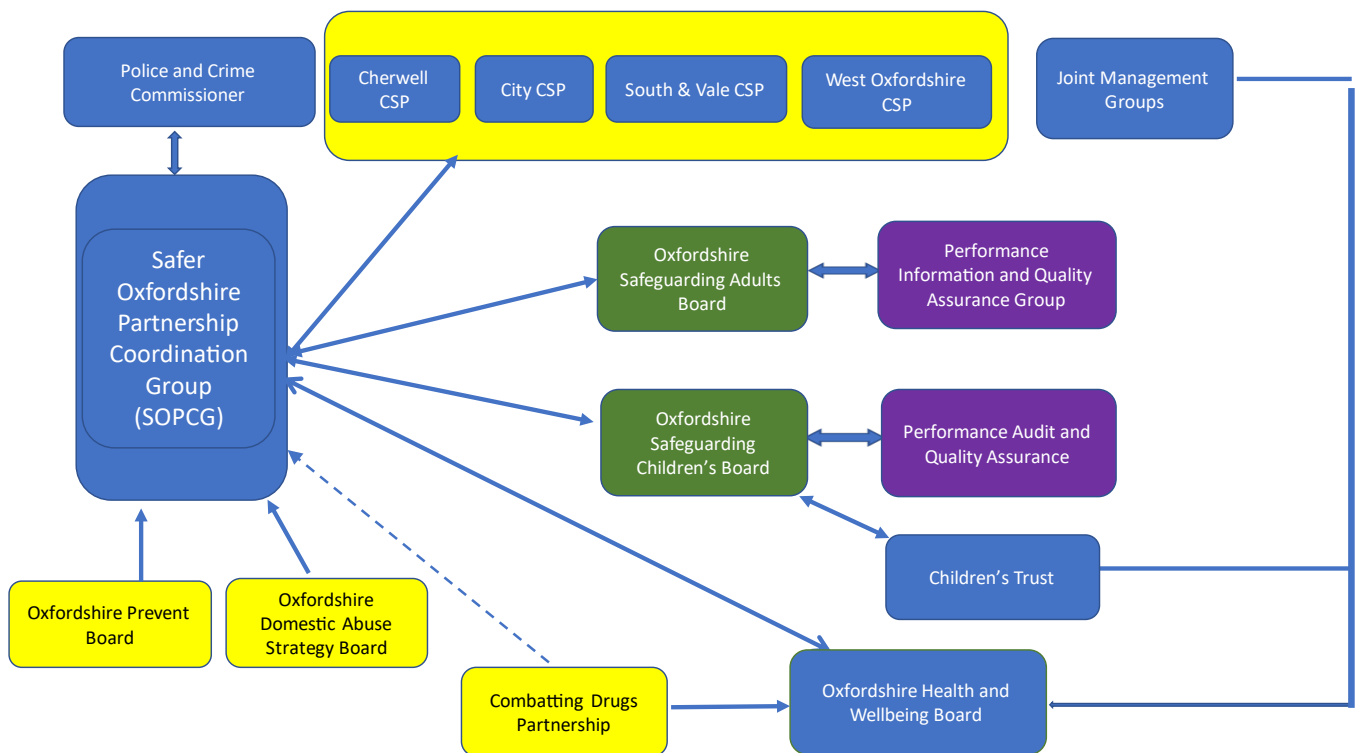 Police and Crime
Commissioner
Cherwell
CSP
City CSP
South & Vale CSP
West Oxfordshire
CSP
Joint Management
Groups
Safer
Oxfordshire
Partnership
Coordination
Group
(SOPCG)
Oxfordshire
Safeguarding Adults
Board
Performance
Information and Quality
Assurance Group
Oxfordshire
Safeguarding
Children’s Board
Performance Audit and
Quality Assurance
Children’s Trust
Oxfordshire Prevent
Board
Oxfordshire
Domestic Abuse
Strategy Board
Combatting Drugs
Partnership
Oxfordshire Health and
Wellbeing Board